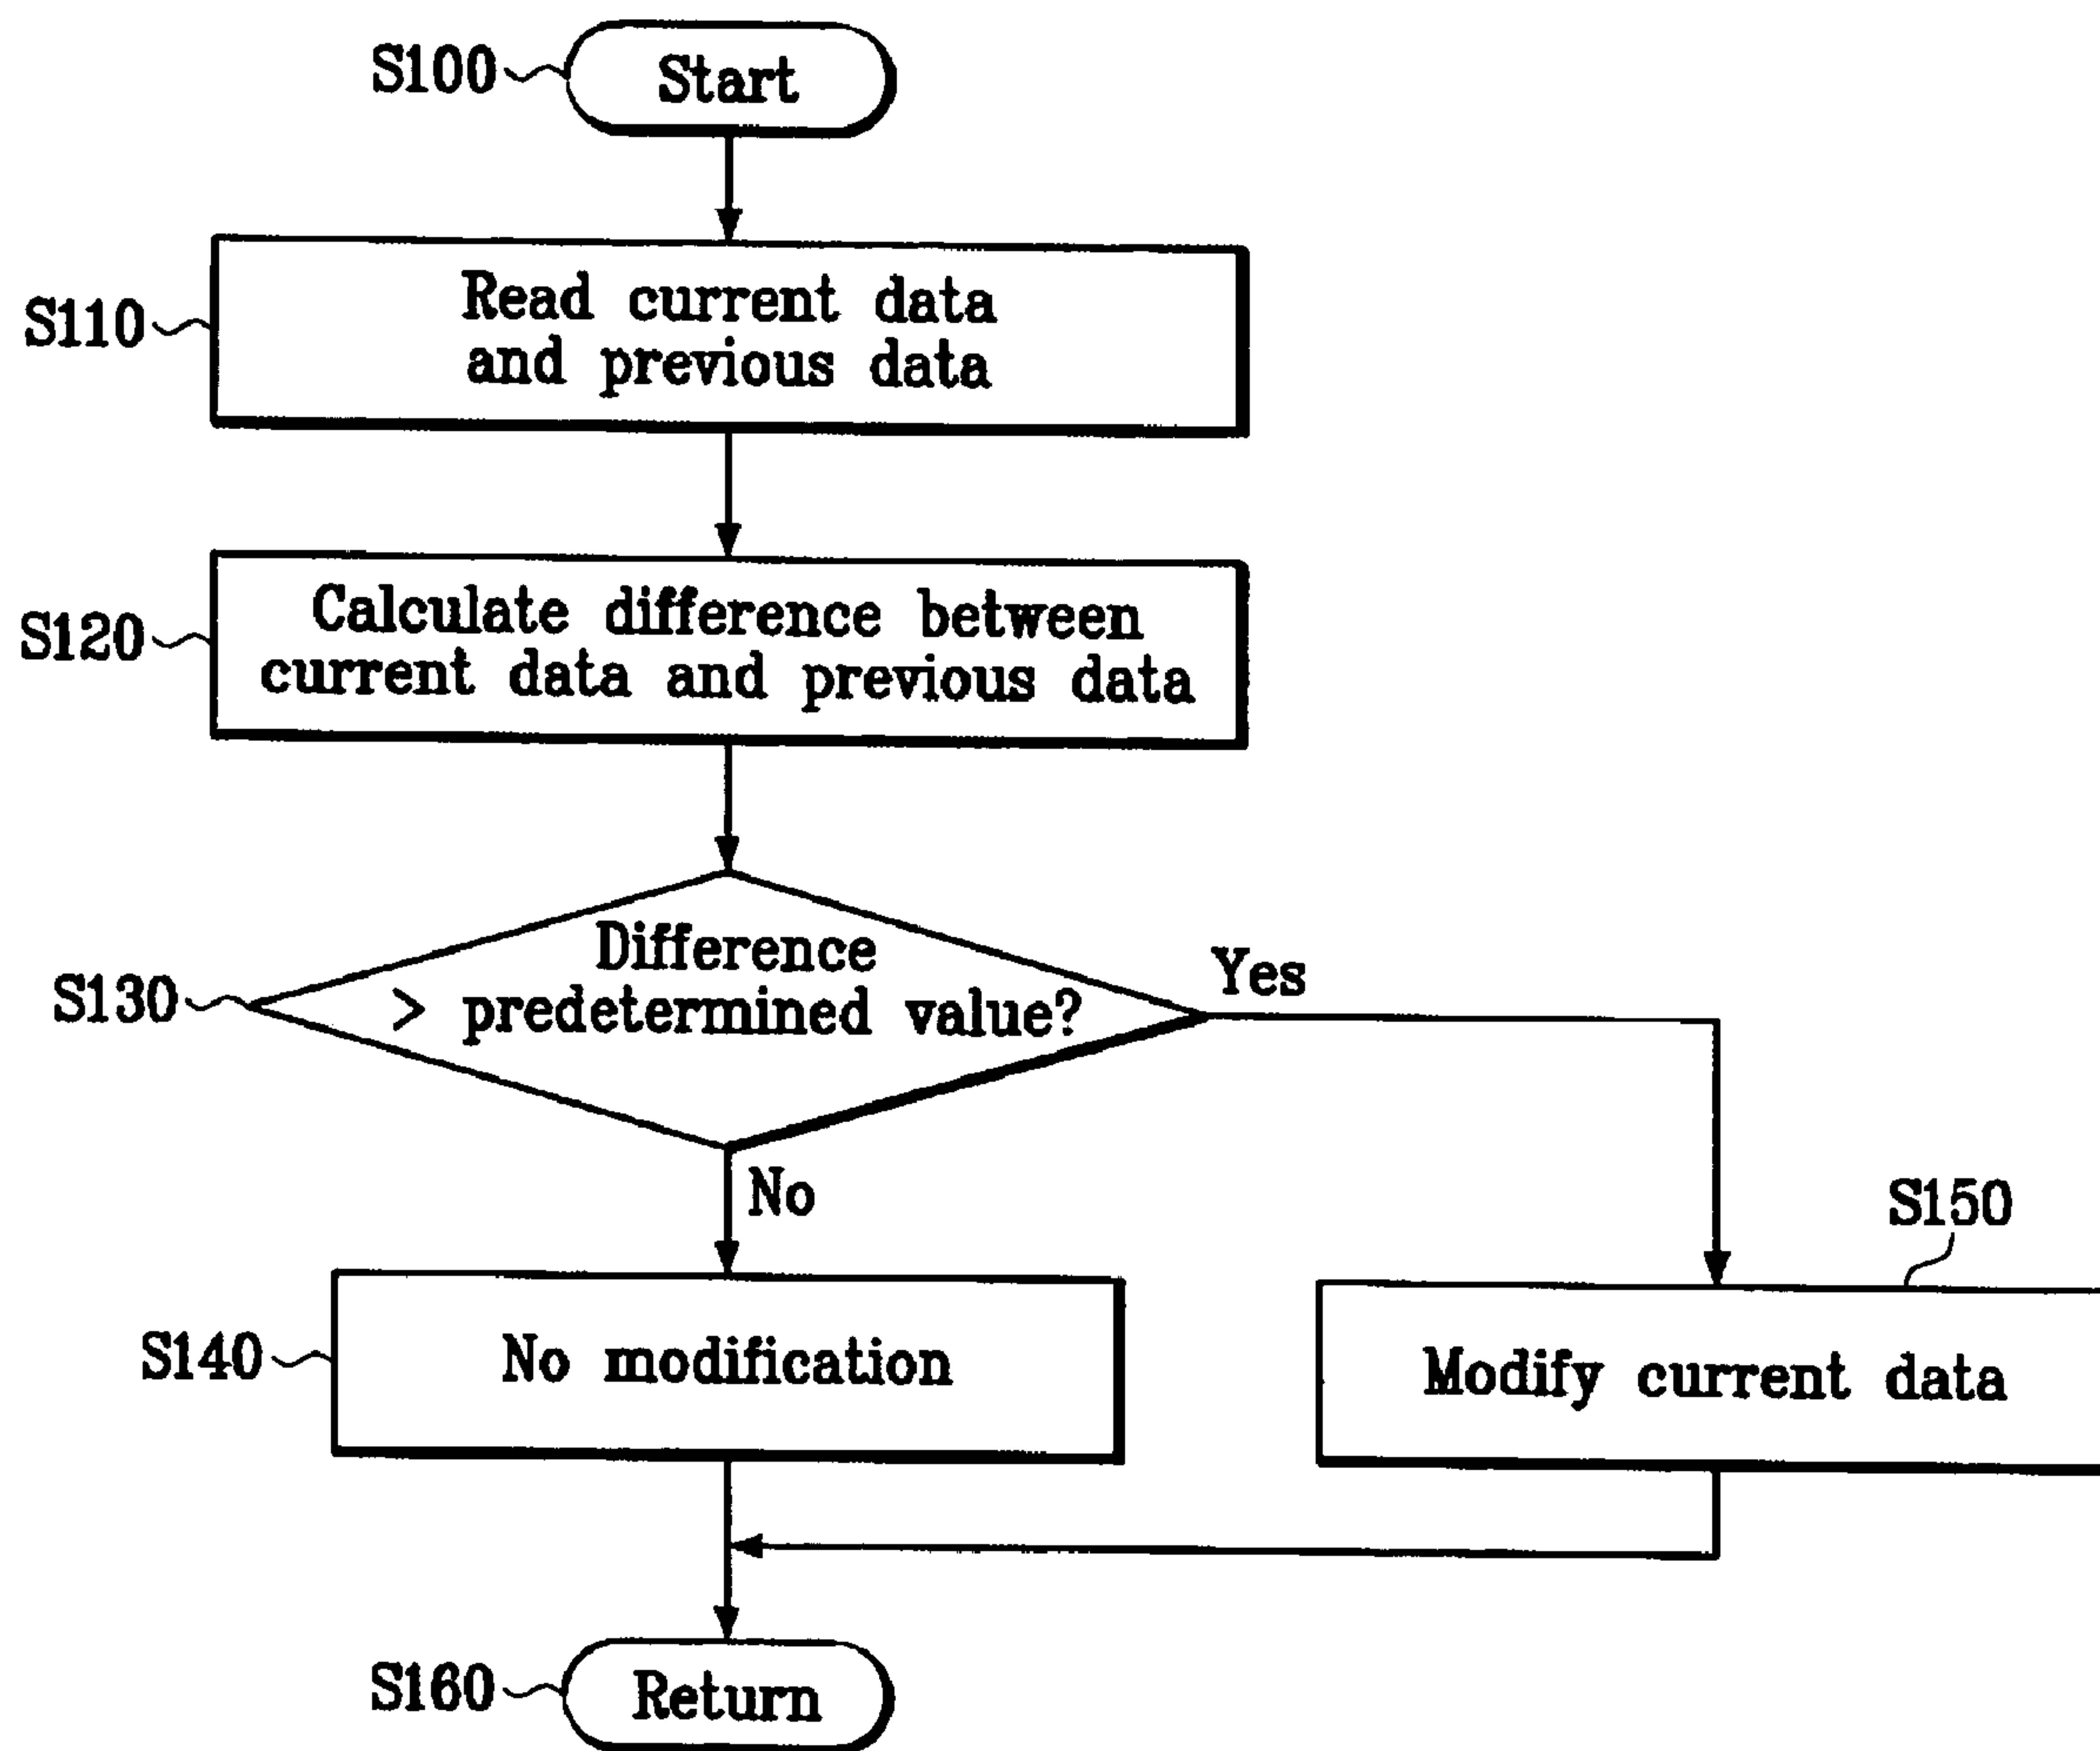 S100
Start
S110
Read current data
and previous data
S120
Calculate difference between
current data and previous data
S130
Difference
> predetermined value?
Yes
No
S150
S140
No modification
Modify current data
S160
Return